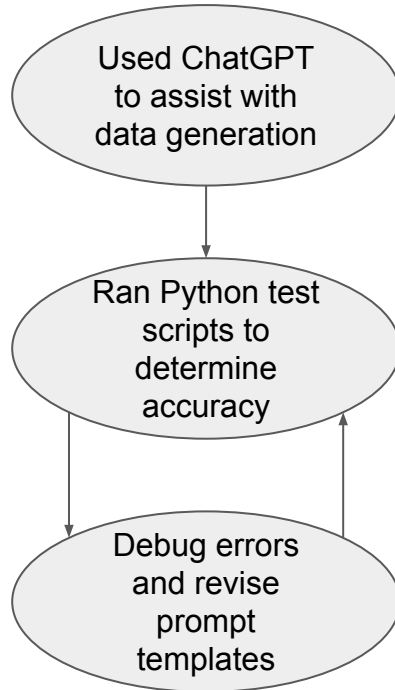 Used ChatGPT
to assist with
data generation
Ran Python test
scripts to
determine
accuracy
Debug errors
and revise
prompt
templates